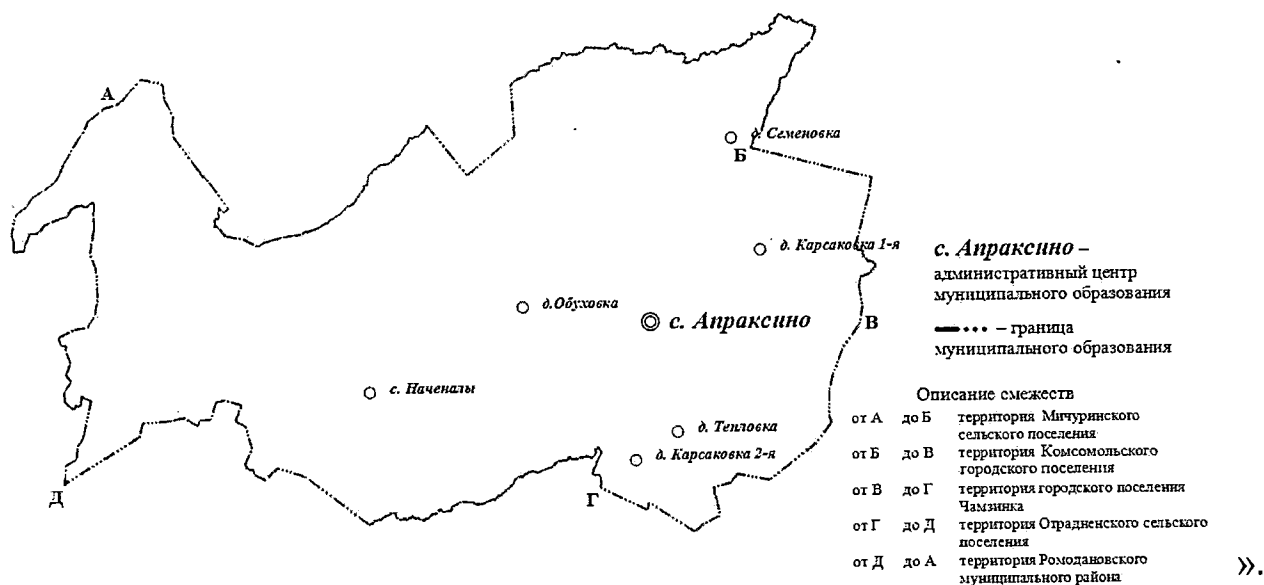 А
д. Семеновка
Б
д. Карсаковка 1-я
д.Обуховка
с. Апраксино
В
с. Наченалы
д. Тепловка
д. Карсаковка 2-я
Д
Г
с. Апраксино –
административный центр
муниципального образования
– граница
муниципального образования
Описание смежеств
от А до Б территория Мичуринского
сельского поселения
от Б до В территория Комсомольского
городского поселения
от В до Г территория городского поселения
Чамзинка
от Г до Д территория Отрадненского сельского
поселения
от Д до А территория Ромодановского
муниципального района
».